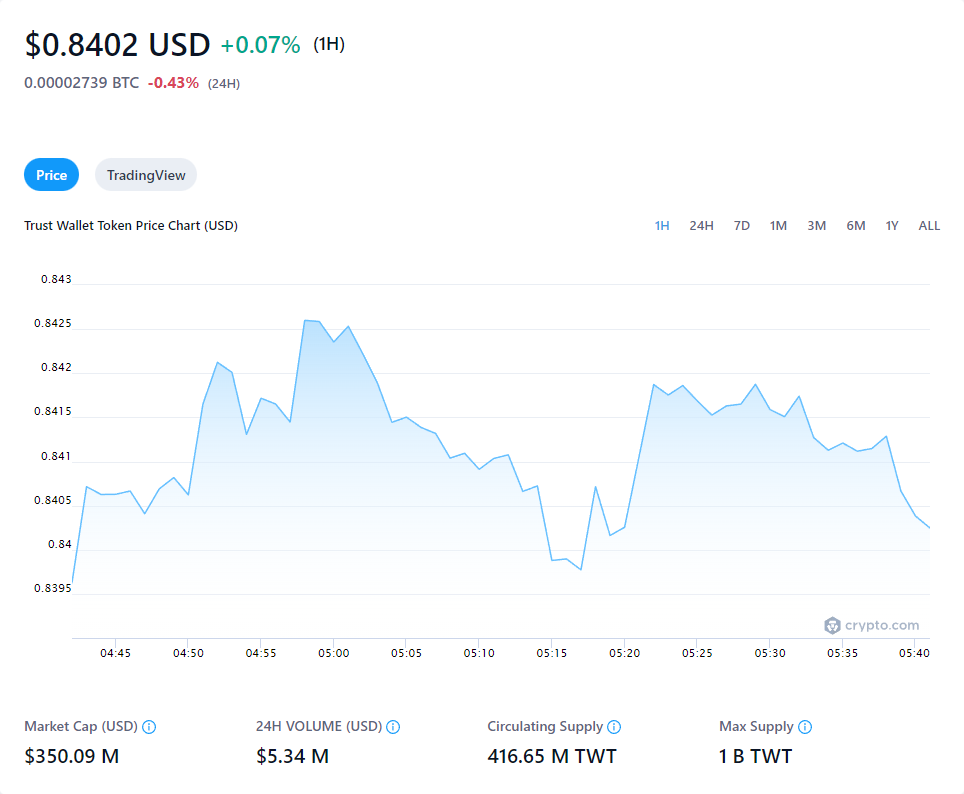 $0.8402 USD +0.07% (1H)
0.00002739 BTC -0.43% (24H)
Price TradingView
Trust Wallet Token Price Chart (USD) 1H 24H 7D 1M 3M 6M 1Y ALL
0.843
0.8425
0.842
0.8415
0.841
0.8405
0.84
0.8395
crypto.com
04:45 04:50 04:55 05:00 05:05 05:10 05:15 05:20 05:25 05:30 05:35 05:40
Market Cap (USD) 24H VOLUME (USD) Circulating Supply Max Supply
$350.09 M $5.34 M 416.65 M TWT 1 B TWT